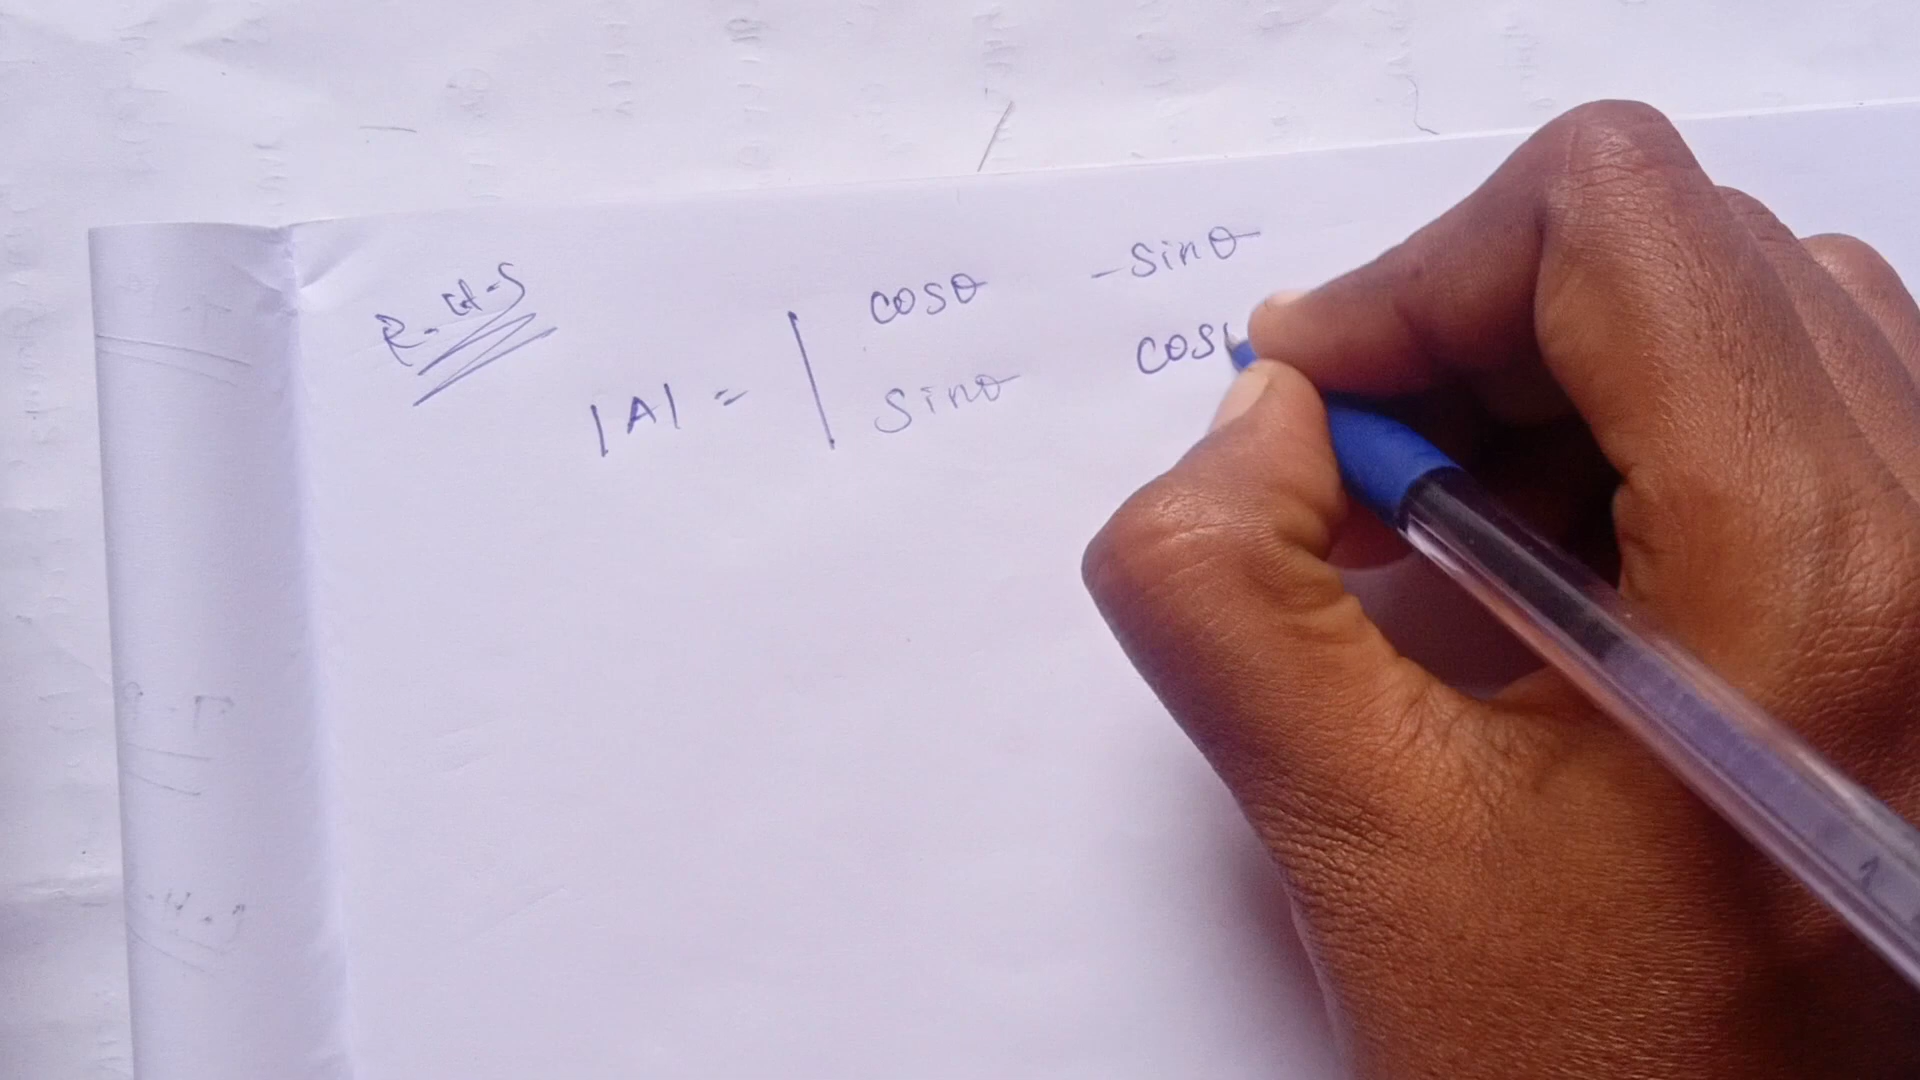 R.H.S
|A| = | cosθ -sinθ
sinθ cos